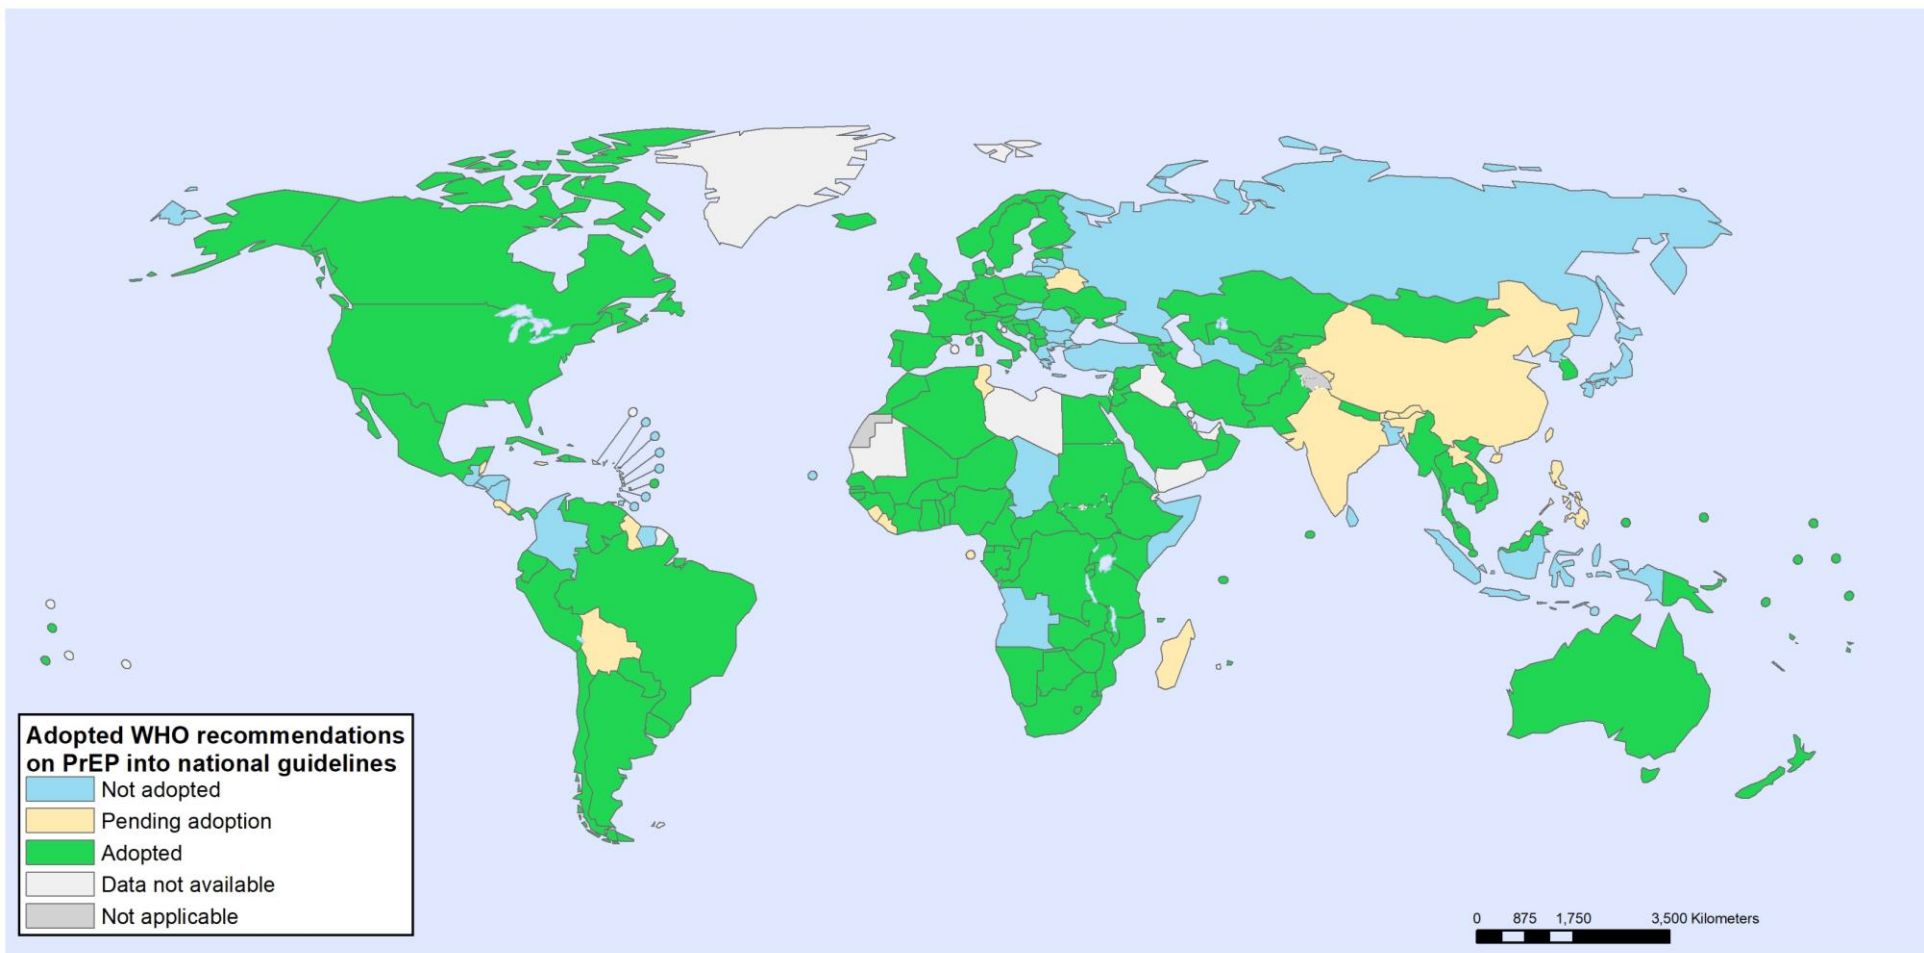 Adopted WHO recommendations
on PrEP into national guidelines
Not adopted
Pending adoption
Adopted
Data not available
Not applicable
0 875 1,750 3,500 Kilometers